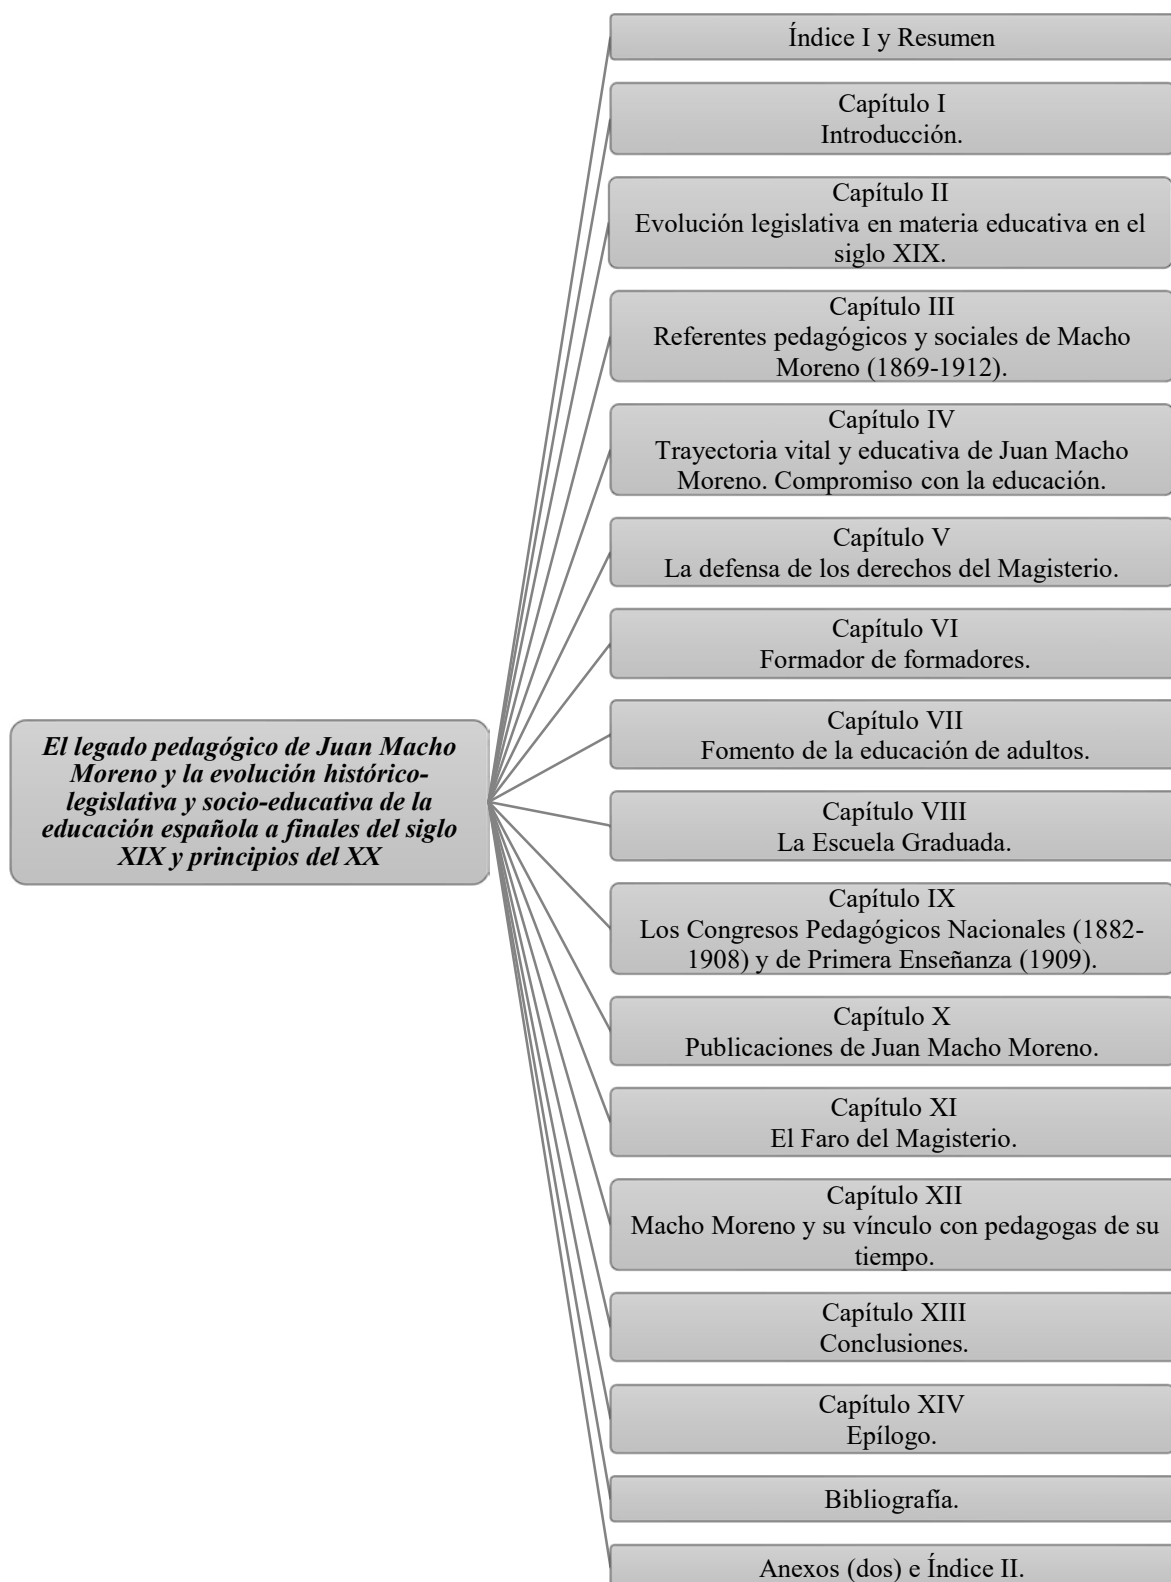 El legado pedagógico de Juan Macho
Moreno y la evolución histórico-
legislativa y socio-educativa de la
educación española a finales del siglo
XIX y principios del XX
Índice I y Resumen
Capítulo I
Introducción.
Capítulo II
Evolución legislativa en materia educativa en el
siglo XIX.
Capítulo III
Referentes pedagógicos y sociales de Macho
Moreno (1869-1912).
Capítulo IV
Trayectoria vital y educativa de Juan Macho
Moreno. Compromiso con la educación.
Capítulo V
La defensa de los derechos del Magisterio.
Capítulo VI
Formador de formadores.
Capítulo VII
Fomento de la educación de adultos.
Capítulo VIII
La Escuela Graduada.
Capítulo IX
Los Congresos Pedagógicos Nacionales (1882-
1908) y de Primera Enseñanza (1909).
Capítulo X
Publicaciones de Juan Macho Moreno.
Capítulo XI
El Faro del Magisterio.
Capítulo XII
Macho Moreno y su vínculo con pedagogas de su
tiempo.
Capítulo XIII
Conclusiones.
Capítulo XIV
Epílogo.
Bibliografía.
Anexos (dos) e Índice II.